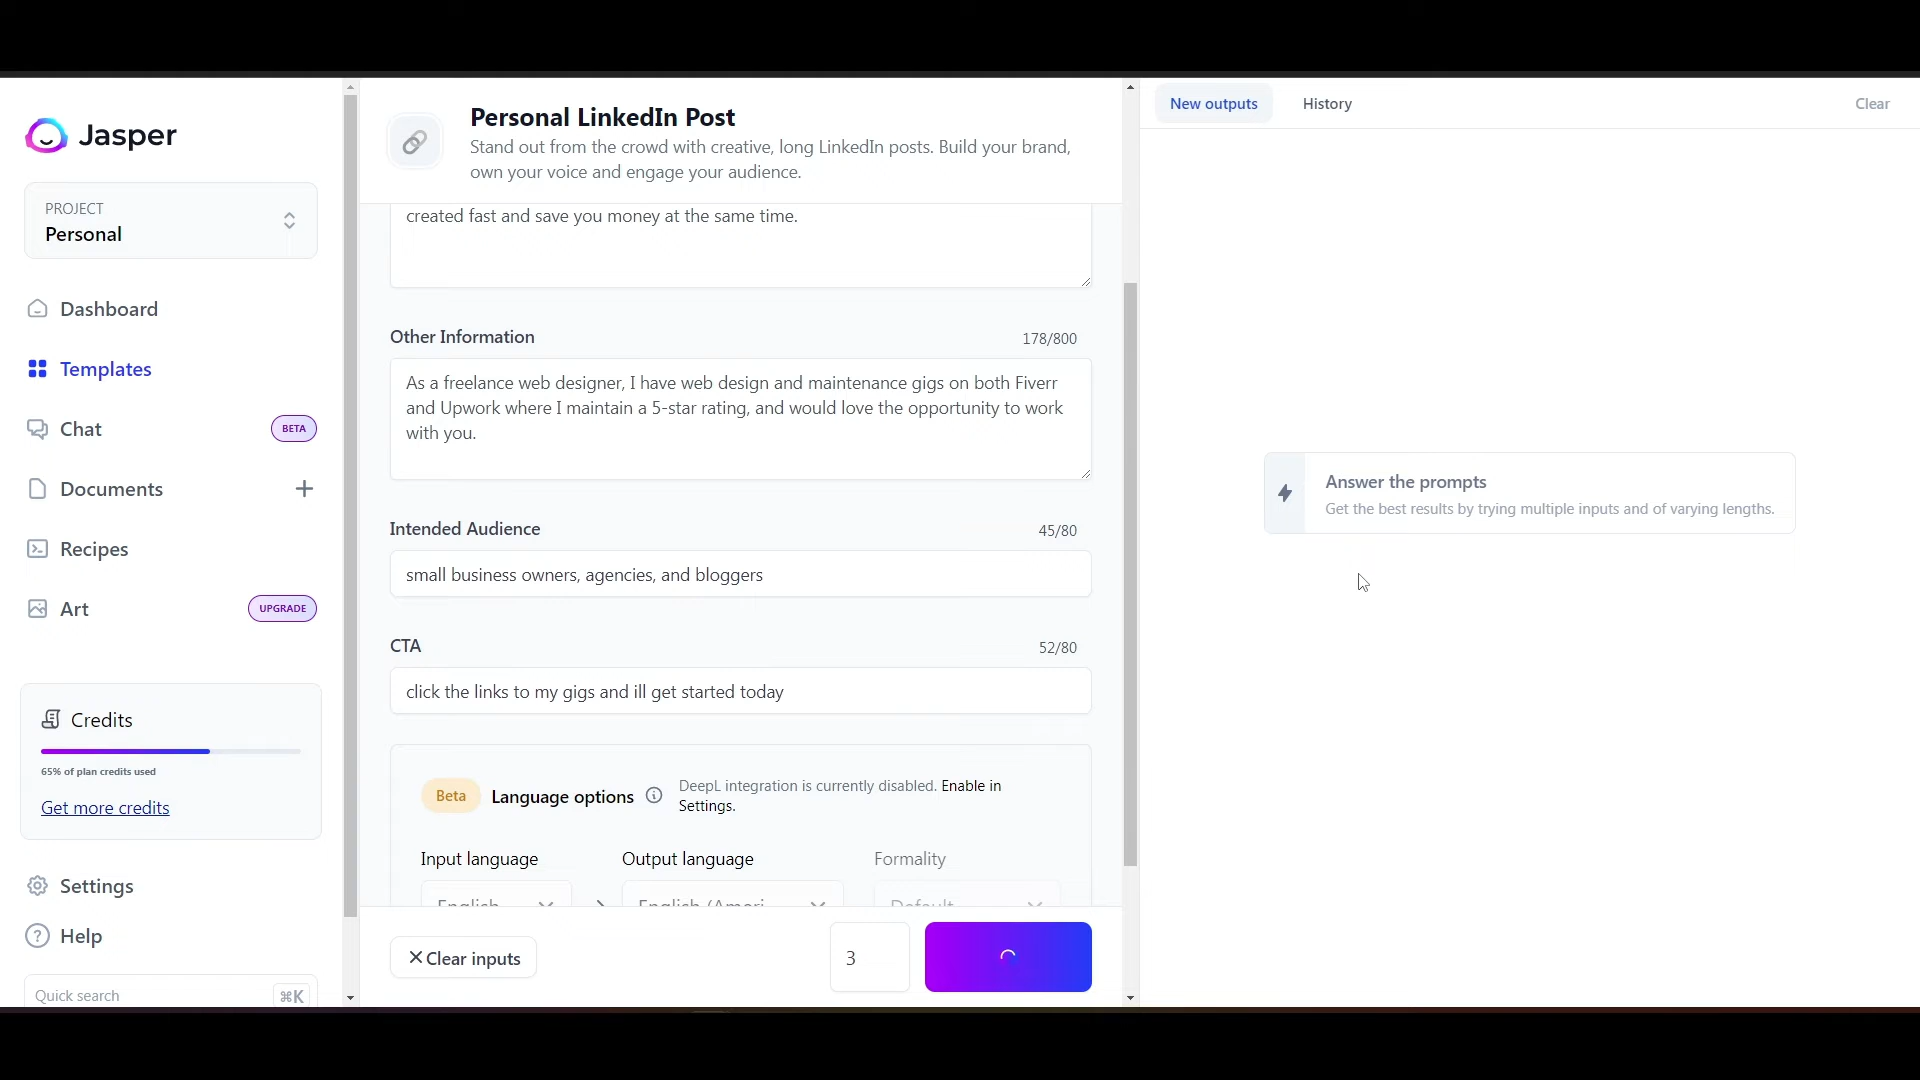 Jasper
PROJECT
Personal
Dashboard
Templates
Chat
BETA
Documents
Recipes
Art
UPGRADE
Credits
65% of plan credits used
Get more credits
Settings
Help
Quick search
⌘K
Personal LinkedIn Post
Stand out from the crowd with creative, long LinkedIn posts. Build your brand,
own your voice and engage your audience.
created fast and save you money at the same time.
Other Information
178/800
As a freelance web designer, I have web design and maintenance gigs on both Fiverr
and Upwork where I maintain a 5-star rating, and would love the opportunity to work
with you.
Intended Audience
45/80
small business owners, agencies, and bloggers
CTA
52/80
click the links to my gigs and ill get started today
Beta
Language options
DeepL integration is currently disabled. Enable in
Settings.
Input language
Output language
Formality
English
English (Ameri
Default
Clear inputs
3
New outputs
History
Clear
Answer the prompts
Get the best results by trying multiple inputs and of varying lengths.